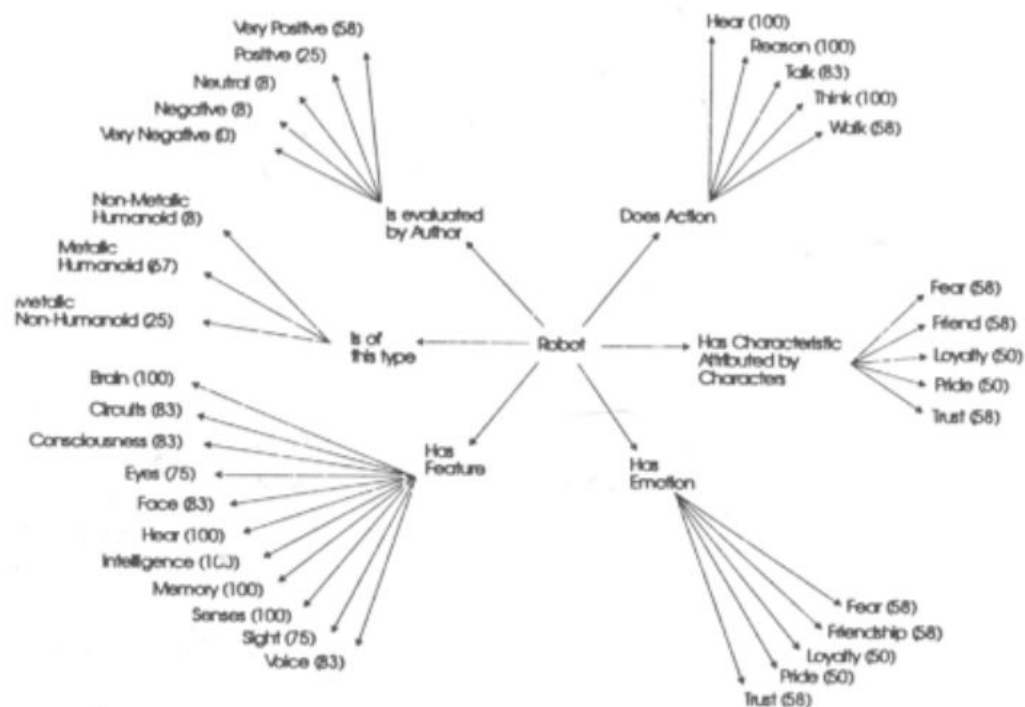 Very Positive (58)
Positive (25)
Neutral (8)
Negative (8)
Very Negative (0)
Is evaluated
by Author
Hear (100)
Reason (100)
Talk (83)
Think (100)
Walk (58)
Does Action
Non-Metallic
Humanoid (8)
Metallic
Humanoid (67)
Metallic
Non-Humanoid (25)
Is of
this type
Robot
Has Characteristic
Attributed by
Characters
Fear (58)
Friend (58)
Loyalty (50)
Pride (50)
Trust (58)
Brain (100)
Circuits (83)
Consciousness (83)
Eyes (75)
Face (83)
Hear (100)
Intelligence (100)
Memory (100)
Senses (100)
Sight (75)
Voice (83)
Has
Feature
Has
Emotion
Fear (58)
Friendship (58)
Loyalty (50)
Pride (50)
Trust (58)